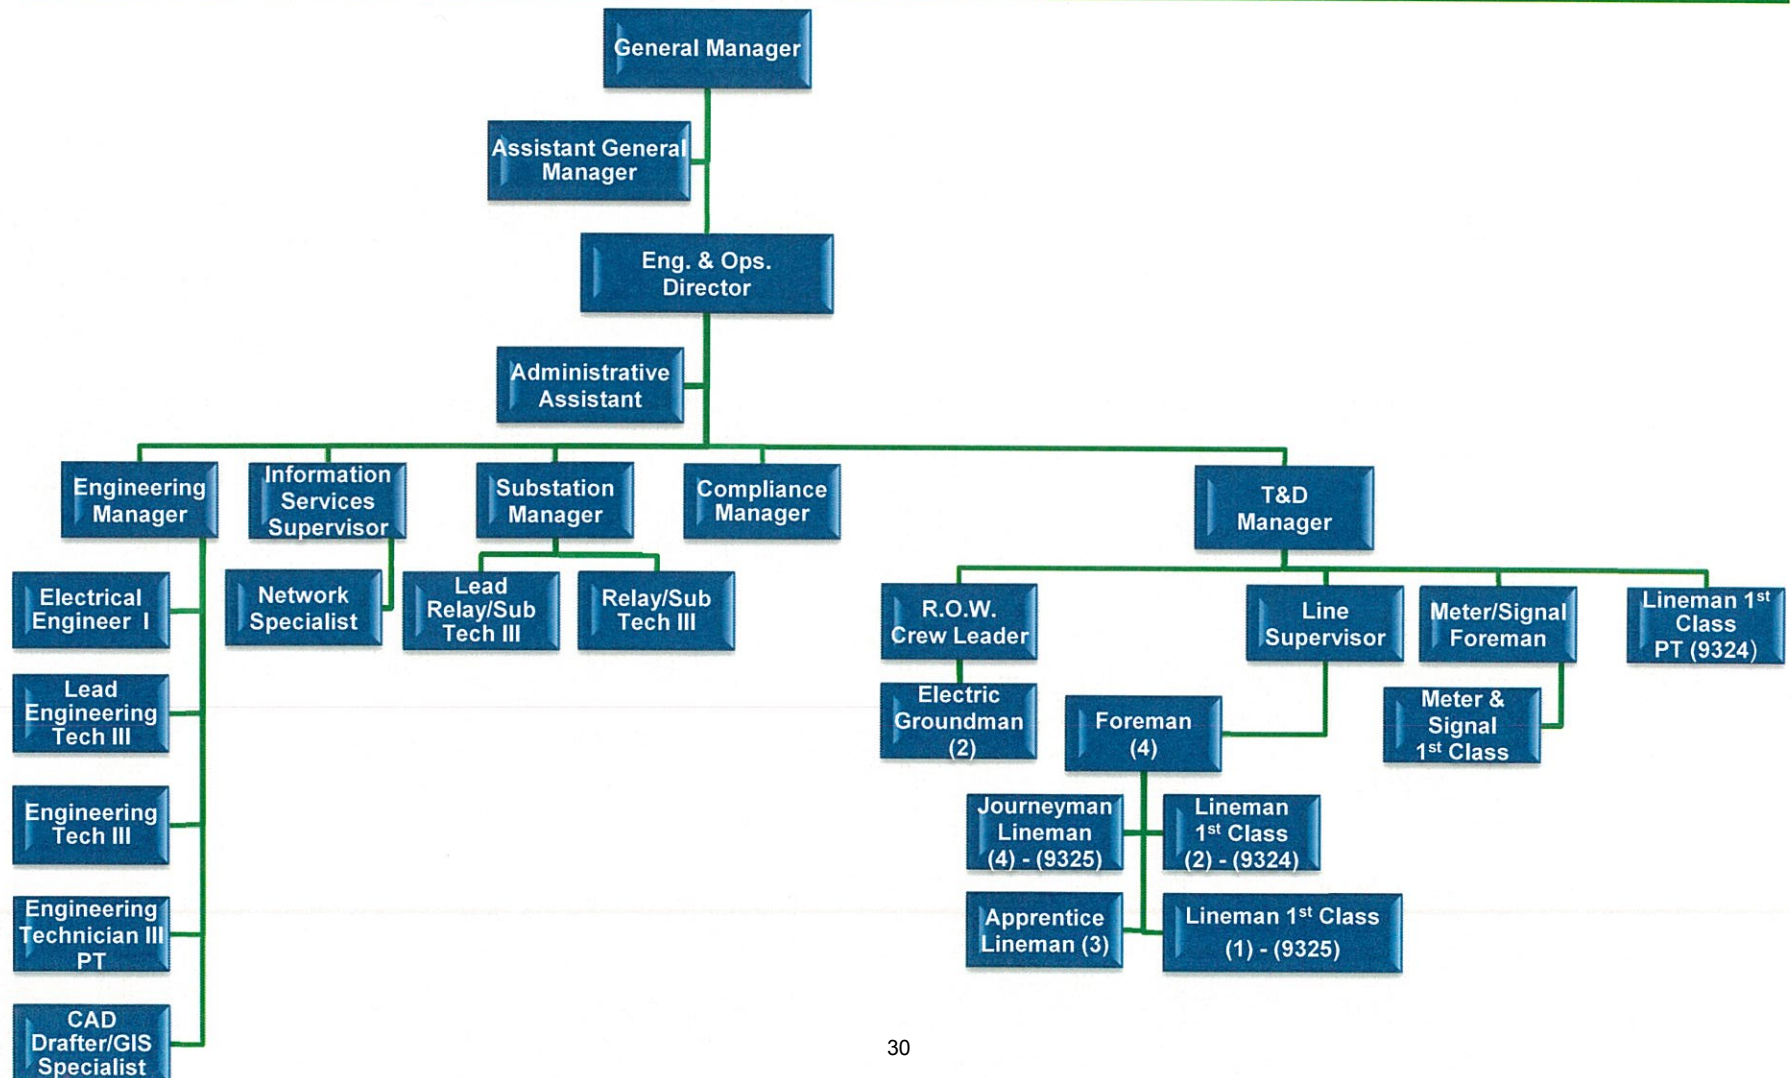 General Manager
Assistant General
Manager
Eng. & Ops.
Director
Administrative
Assistant
Engineering
Manager
Information
Services
Supervisor
Substation
Manager
Compliance
Manager
T&D
Manager
Electrical
Engineer I
Lead
Engineering
Tech III
Engineering
Tech III
Engineering
Technician III
PT
CAD
Drafter/GIS
Specialist
Network
Specialist
Lead
Relay/Sub
Tech III
Relay/Sub
Tech III
R.O.W.
Crew Leader
Electric
Groundman
(2)
Line
Supervisor
Foreman
(4)
Journeyman
Lineman
(4) - (9325)
Lineman
1st Class
(2) - (9324)
Apprentice
Lineman (3)
Lineman 1st Class
(1) - (9325)
Meter/Signal
Foreman
Meter &
Signal
1st Class
Lineman 1st
Class
PT (9324)
30